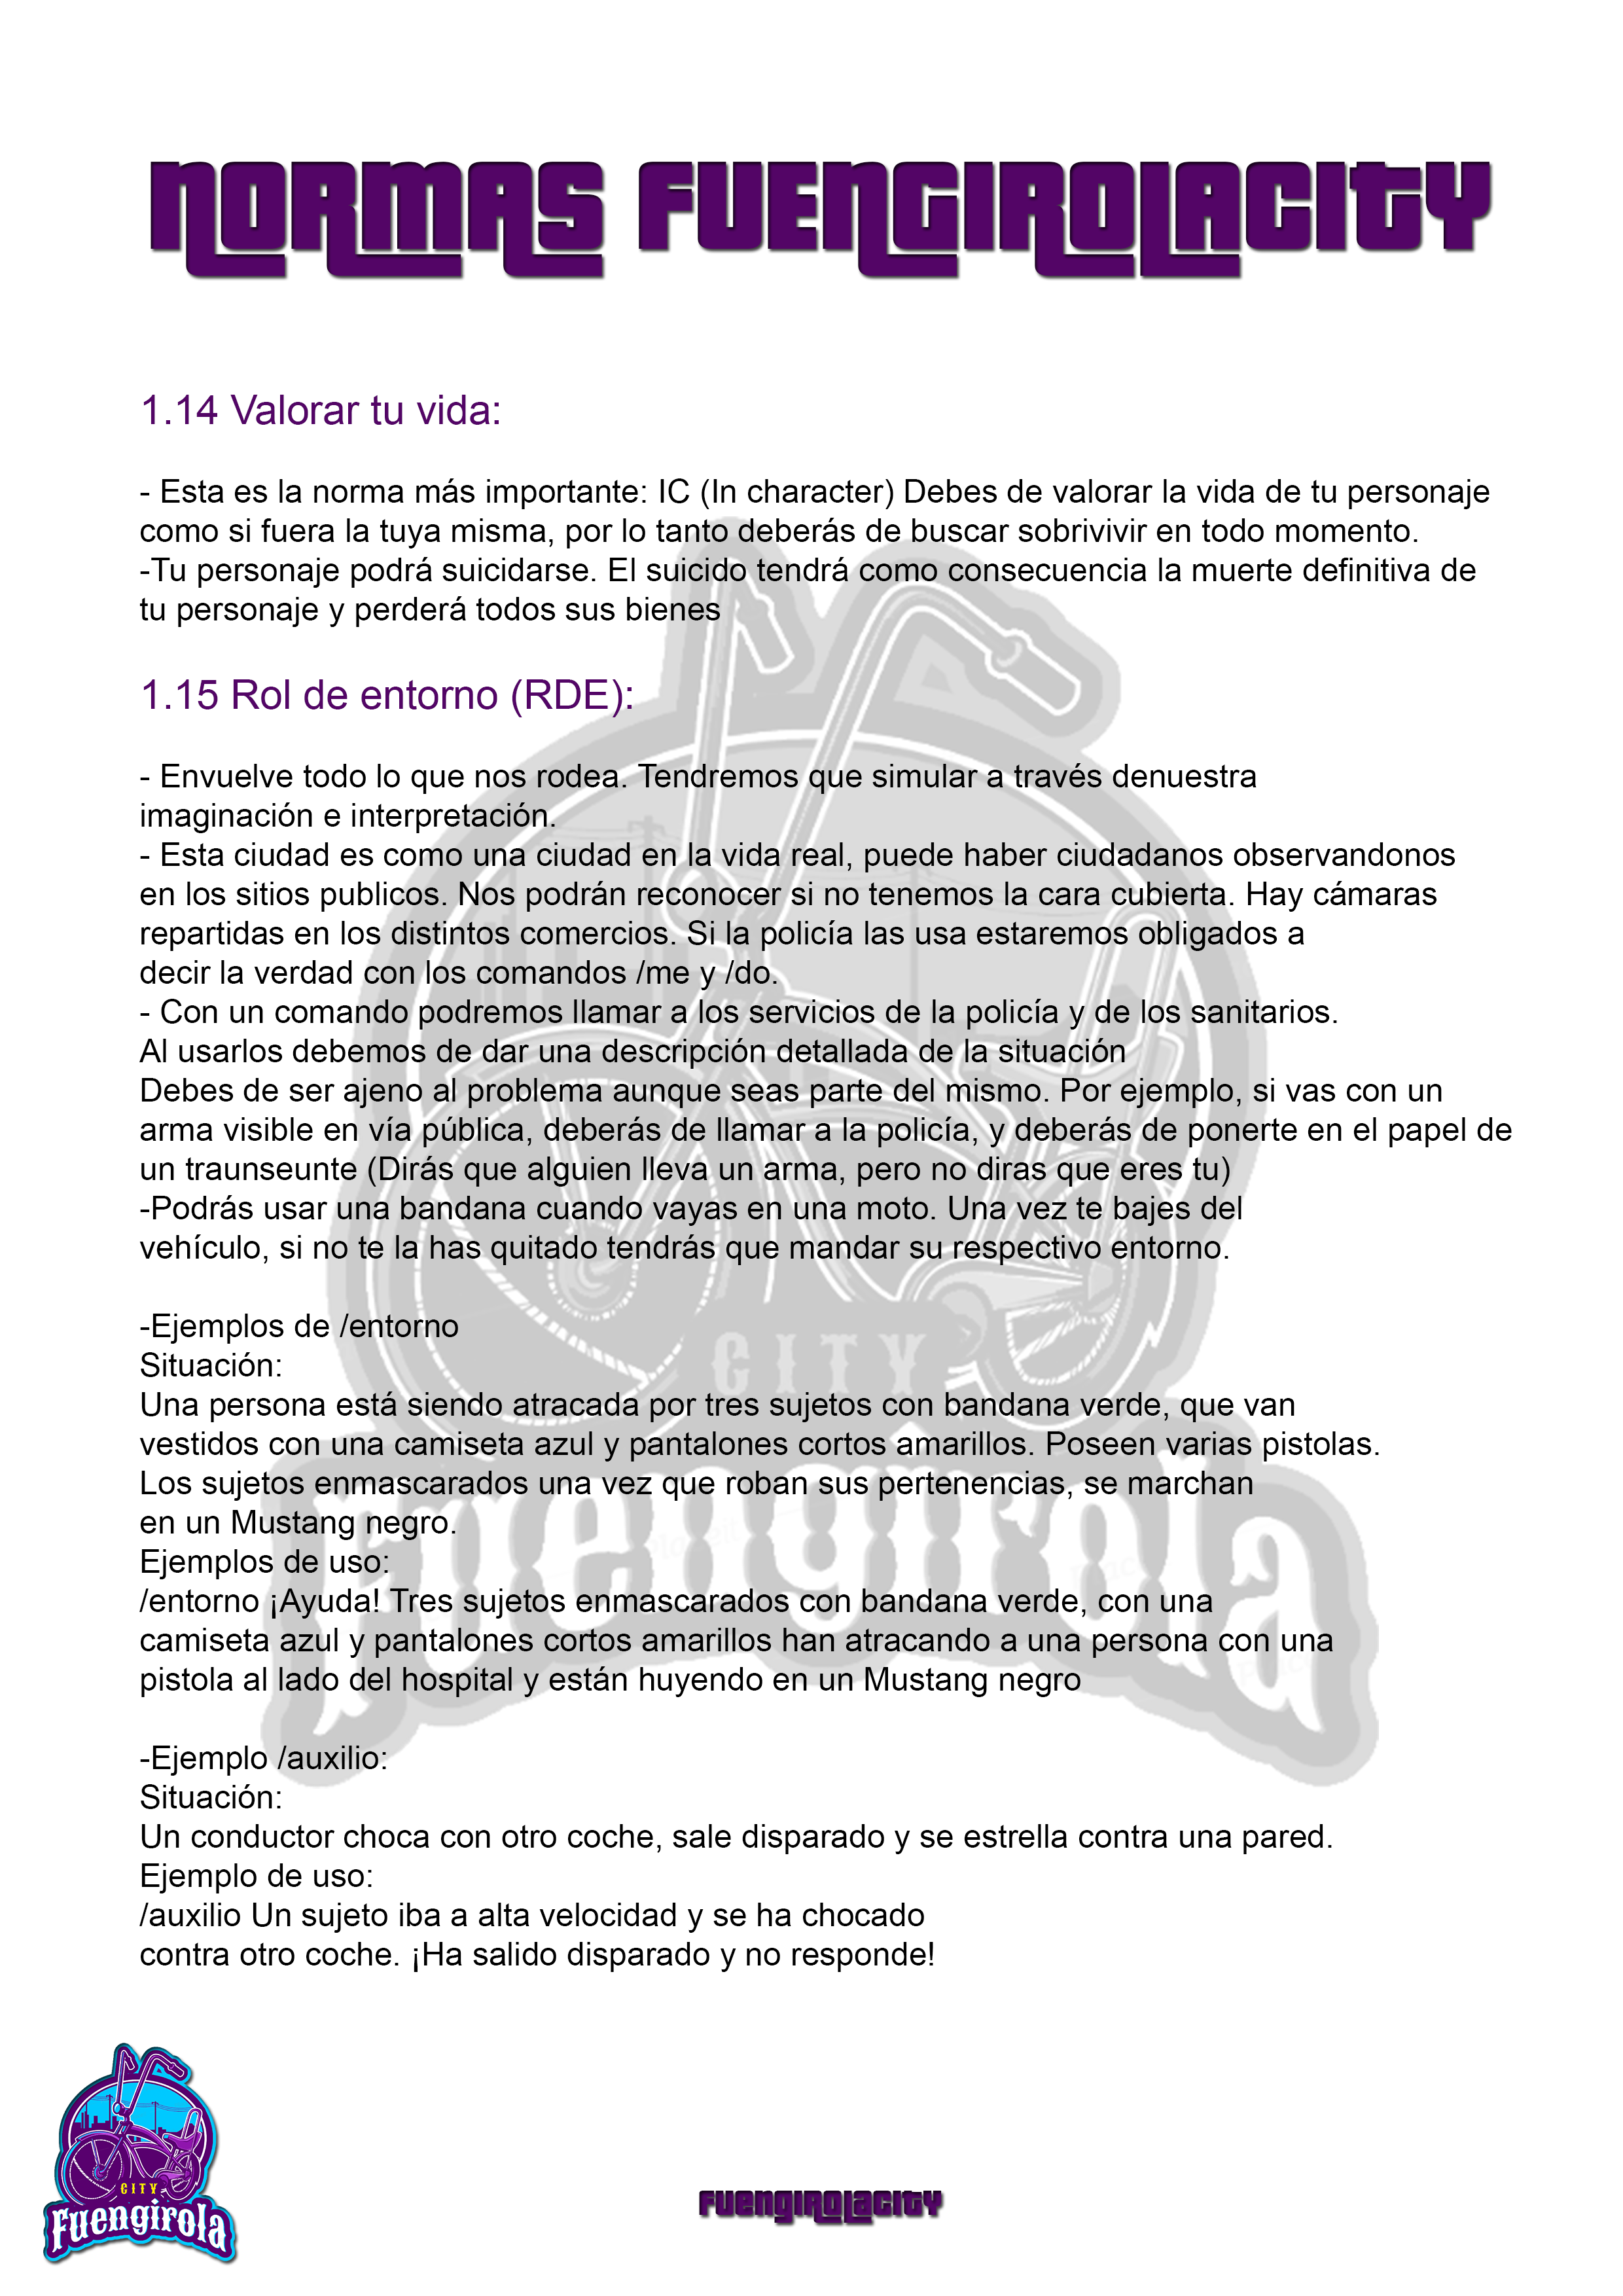 NORMAS FUENGIROLACITY
1.14 Valorar tu vida:
- Esta es la norma más importante: IC (In character) Debes de valorar la vida de tu personaje
como si fuera la tuya misma, por lo tanto deberás de buscar sobrivivir en todo momento.
-Tu personaje podrá suicidarse. El suicido tendrá como consecuencia la muerte definitiva de
tu personaje y perderá todos sus bienes
1.15 Rol de entorno (RDE):
- Envuelve todo lo que nos rodea. Tendremos que simular a través denuestra
imaginación e interpretación.
- Esta ciudad es como una ciudad en la vida real, puede haber ciudadanos observandonos
en los sitios publicos. Nos podrán reconocer si no tenemos la cara cubierta. Hay cámaras
repartidas en los distintos comercios. Si la policía las usa estaremos obligados a
decir la verdad con los comandos /me y /do.
- Con un comando podremos llamar a los servicios de la policía y de los sanitarios.
Al usarlos debemos de dar una descripción detallada de la situación
Debes de ser ajeno al problema aunque seas parte del mismo. Por ejemplo, si vas con un
arma visible en vía pública, deberás de llamar a la policía, y deberás de ponerte en el papel de
un traunseunte (Dirás que alguien lleva un arma, pero no diras que eres tu)
-Podrás usar una bandana cuando vayas en una moto. Una vez te bajes del
vehículo, si no te la has quitado tendrás que mandar su respectivo entorno.
-Ejemplos de /entorno
Situación:
Una persona está siendo atracada por tres sujetos con bandana verde, que van
vestidos con una camiseta azul y pantalones cortos amarillos. Poseen varias pistolas.
Los sujetos enmascarados una vez que roban sus pertenencias, se marchan
en un Mustang negro.
Ejemplos de uso:
/entorno ¡Ayuda! Tres sujetos enmascarados con bandana verde, con una
camiseta azul y pantalones cortos amarillos han atracando a una persona con una
pistola al lado del hospital y están huyendo en un Mustang negro
-Ejemplo /auxilio:
Situación:
Un conductor choca con otro coche, sale disparado y se estrella contra una pared.
Ejemplo de uso:
/auxilio Un sujeto iba a alta velocidad y se ha chocado
contra otro coche. ¡Ha salido disparado y no responde!
CITY
Fuengirola
CITY
Fuengirola
FUENGIROLACITY